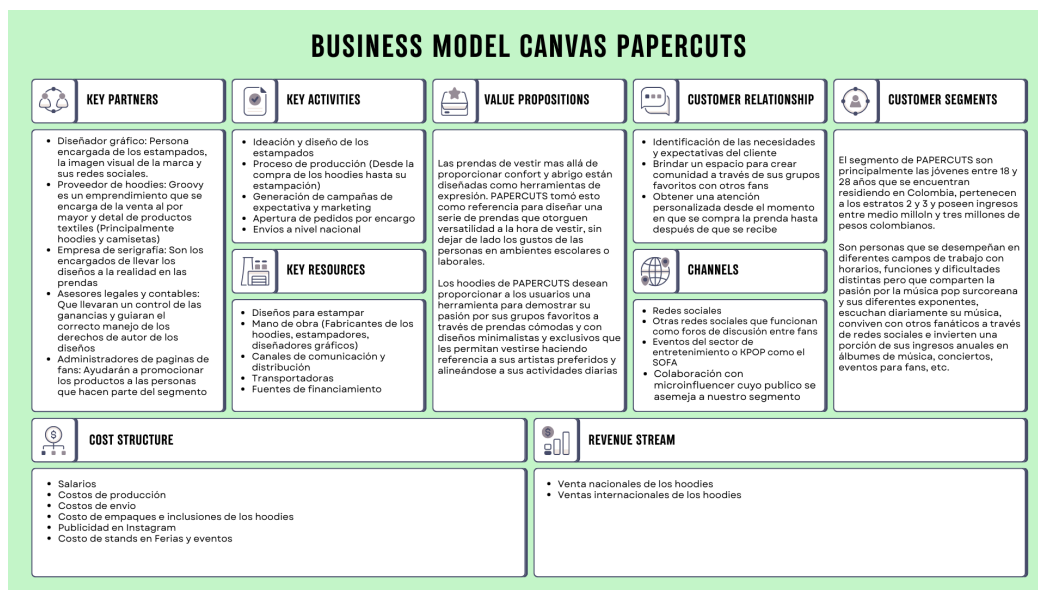 BUSINESS MODEL CANVAS PAPERCUTS
KEY PARTNERS
• Diseñador gráfico: Persona
encargada de los estampados,
la imagen visual de la marca y
sus redes sociales.
• Proveedor de hoodies: Groovy
es un emprendimiento que se
encarga de la venta al por
mayor y detal de productos
textiles (Principalmente
hoodies y camisetas)
• Empresa de serigrafía: Son los
encargados de llevar los
diseños a la realidad en las
prendas
• Asesores legales y contables:
Que llevaran un control de las
ganancias y guiaran el
correcto manejo de los
derechos de autor de los
diseños
• Administradores de paginas de
fans: Ayudarán a promocionar
los productos a las personas
que hacen parte del segmento
KEY ACTIVITIES
• Ideación y diseño de los
estampados
• Proceso de producción (Desde la
compra de los hoodies hasta su
estampación)
• Generación de campañas de
expectativa y marketing
• Apertura de pedidos por encargo
• Envios a nivel nacional
KEY RESOURCES
• Diseños para estampar
• Mano de obra (Fabricantes de los
hoodies, estampadores,
diseñadores gráficos)
• Canales de comunicación y
distribución
• Transportadoras
• Fuentes de financiamiento
VALUE PROPOSITIONS
Las prendas de vestir mas allá de
proporcionar confort y abrigo están
diseñadas como herramientas de
expresión. PAPERCUTS tomó esto
como referencia para diseñar una
serie de prendas que otorguen
versatilidad a la hora de vestir, sin
dejar de lado los gustos de las
personas en ambientes escolares o
laborales.
Los hoodies de PAPERCUTS desean
proporcionar a los usuarios una
herramienta para demostrar su
pasión por sus grupos favoritos a
través de prendas cómodas y con
diseños minimalistas y exclusivos que
les permitan vestirse haciendo
referencia a sus artistas preferidos y
alineándose a sus actividades diarias
CUSTOMER RELATIONSHIP
• Identificación de las necesidades
y expectativas del cliente
• Brindar un espacio para crear
comunidad a través de sus grupos
favoritos con otros fans
• Obtener una atención
personalizada desde el momento
en que se compra la prenda hasta
después de que se recibe
CHANNELS
• Redes sociales
• Otras redes sociales que funcionan
como foros de discusión entre fans
• Eventos del sector de
entretenimiento o KPOP como el
SOFA
• Colaboración con
microinfluencer cuyo publico se
asemeja a nuestro segmento
CUSTOMER SEGMENTS
El segmento de PAPERCUTS son
principalmente las jóvenes entre 18 y
28 años que se encuentran
residiendo en Colombia, pertenecen
a los estratos 2 y 3 y poseen ingresos
entre medio milloln y tres millones de
pesos colombianos.
Son personas que se desempeñan en
diferentes campos de trabajo con
horarios, funciones y dificultades
distintas pero que comparten la
pasión por la música pop surcoreana
y sus diferentes exponentes,
escuchan diariamente su música,
conviven con otros fanáticos a través
de redes sociales e invierten una
porción de sus ingresos anuales en
álbumes de música, conciertos,
eventos para fans, etc.
COST STRUCTURE
• Salarios
• Costos de producción
• Costos de envio
• Costo de empaques e inclusiones de los hoodies
• Publicidad en Instagram
• Costo de stands en Ferias y eventos
REVENUE STREAM
• Venta nacionales de los hoodies
• Ventas internacionales de los hoodies